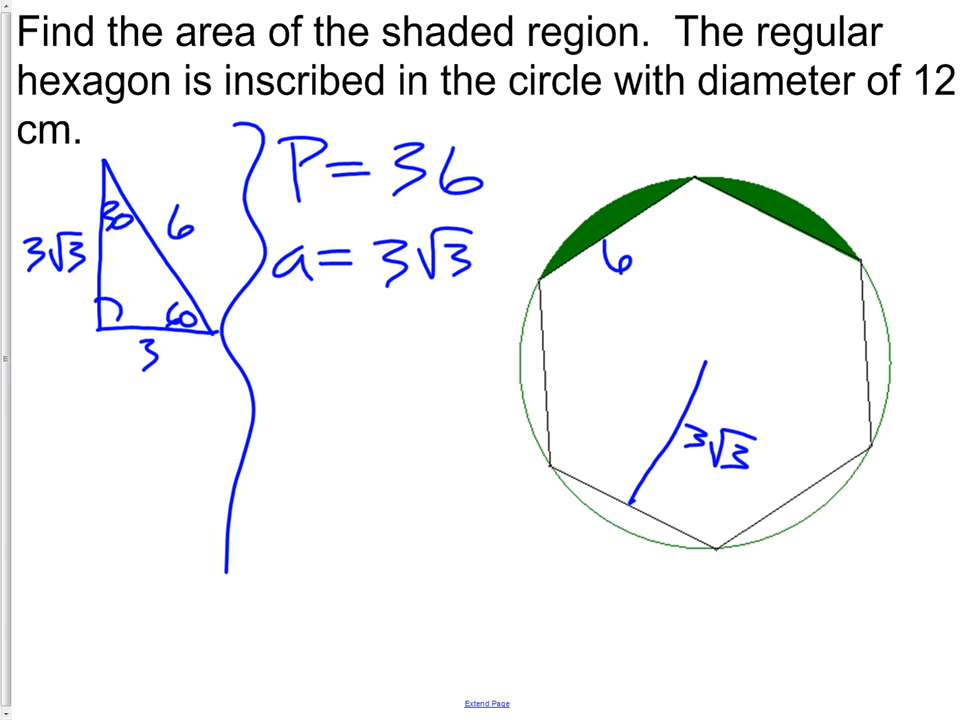 Find the area of the shaded region. The regular
hexagon is inscribed in the circle with diameter of 12
cm.
P = 36
a = 3√3
30
6
3√3
60
3
6
3√3
Extend Page